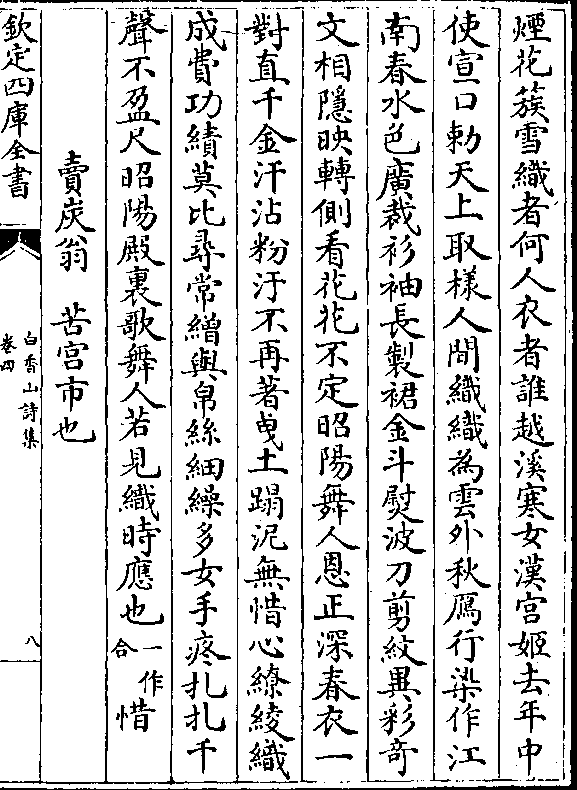 煙花蔟雪織者何人衣者誰越溪寒女漢宮姬去年中
使宣口勅天上取樣人間織織為雲外秋鴈行染作江
南春水色廣裁衫袖長製裙金斗熨波刀剪紋異彩奇
文相隱映轉側看花花不定昭陽舞人恩正深春衣一
對直千金汗沾粉汙不再著曵土蹋泥無惜心繚綾織
成費功績莫比尋常繒與帛絲細繰多女手疼扎扎千
聲不盈尺昭陽殿裏歌舞人若見織時應也一作合惜
賣炭翁 苦宮市也
欽定四庫全書
白香山詩集
卷四
八